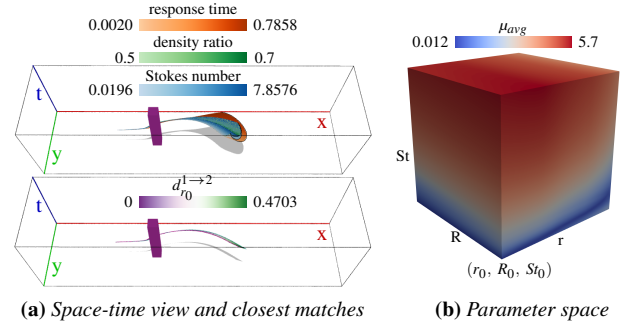 response time
0.0020 0.7858
density ratio
0.5 0.7
Stokes number
0.0196 7.8576
t
x
y
d_{r_0}^{1→2}
0 0.4703
t
x
y
(a) Space-time view and closest matches
μ_{avg}
0.012 5.7
St
R
r
(r_0, R_0, St_0)
(b) Parameter space